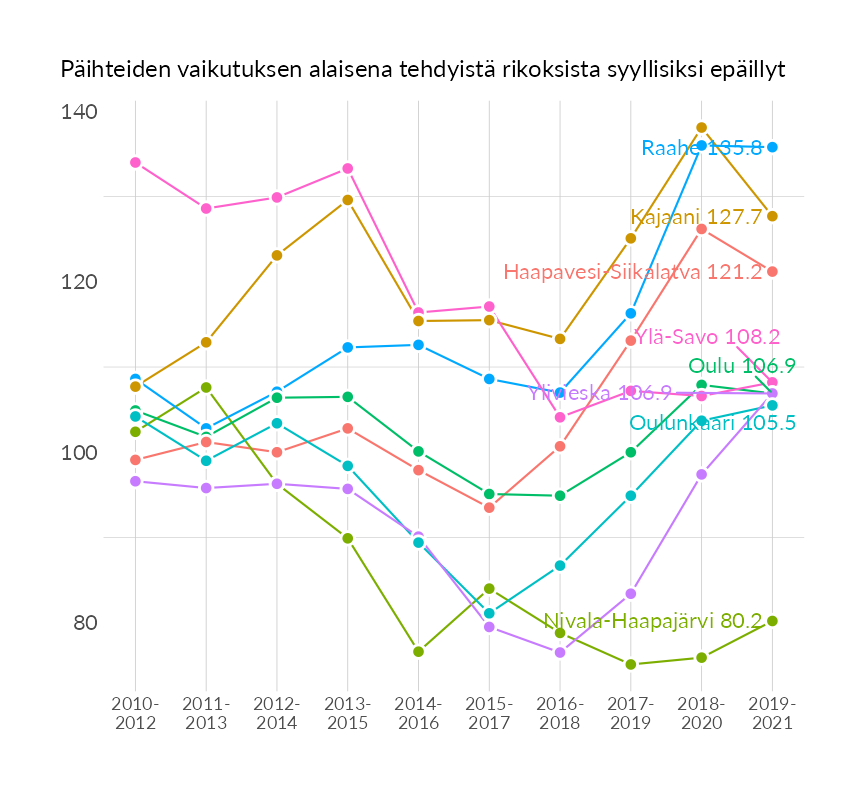 Päihteiden vaikutuksen alaisena tehdyistä rikoksista syyllisiksi epäillyt
140
Raahe 135.8
Kajaani 127.7
120
Haapavesi-Siikalatva 121.2
Ylä-Savo 108.2
Oulu 106.9
Ylivieska 106.9
Oulunkaari 105.5
100
80
Nivala-Haapajärvi 80.2
2010- 2011- 2012- 2013- 2014- 2015- 2016- 2017- 2018- 2019-
2012 2013 2014 2015 2016 2017 2018 2019 2020 2021